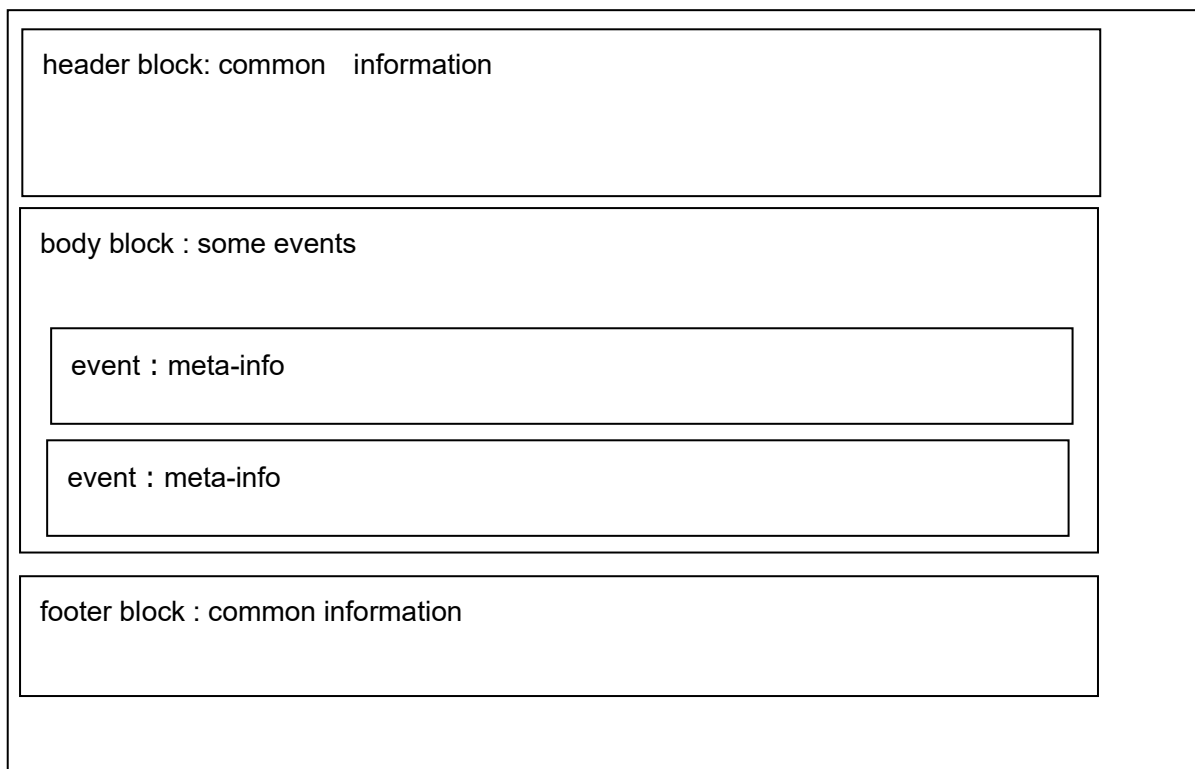 header block: common   information
body block : some events
event：meta-info
event：meta-info
footer block : common information